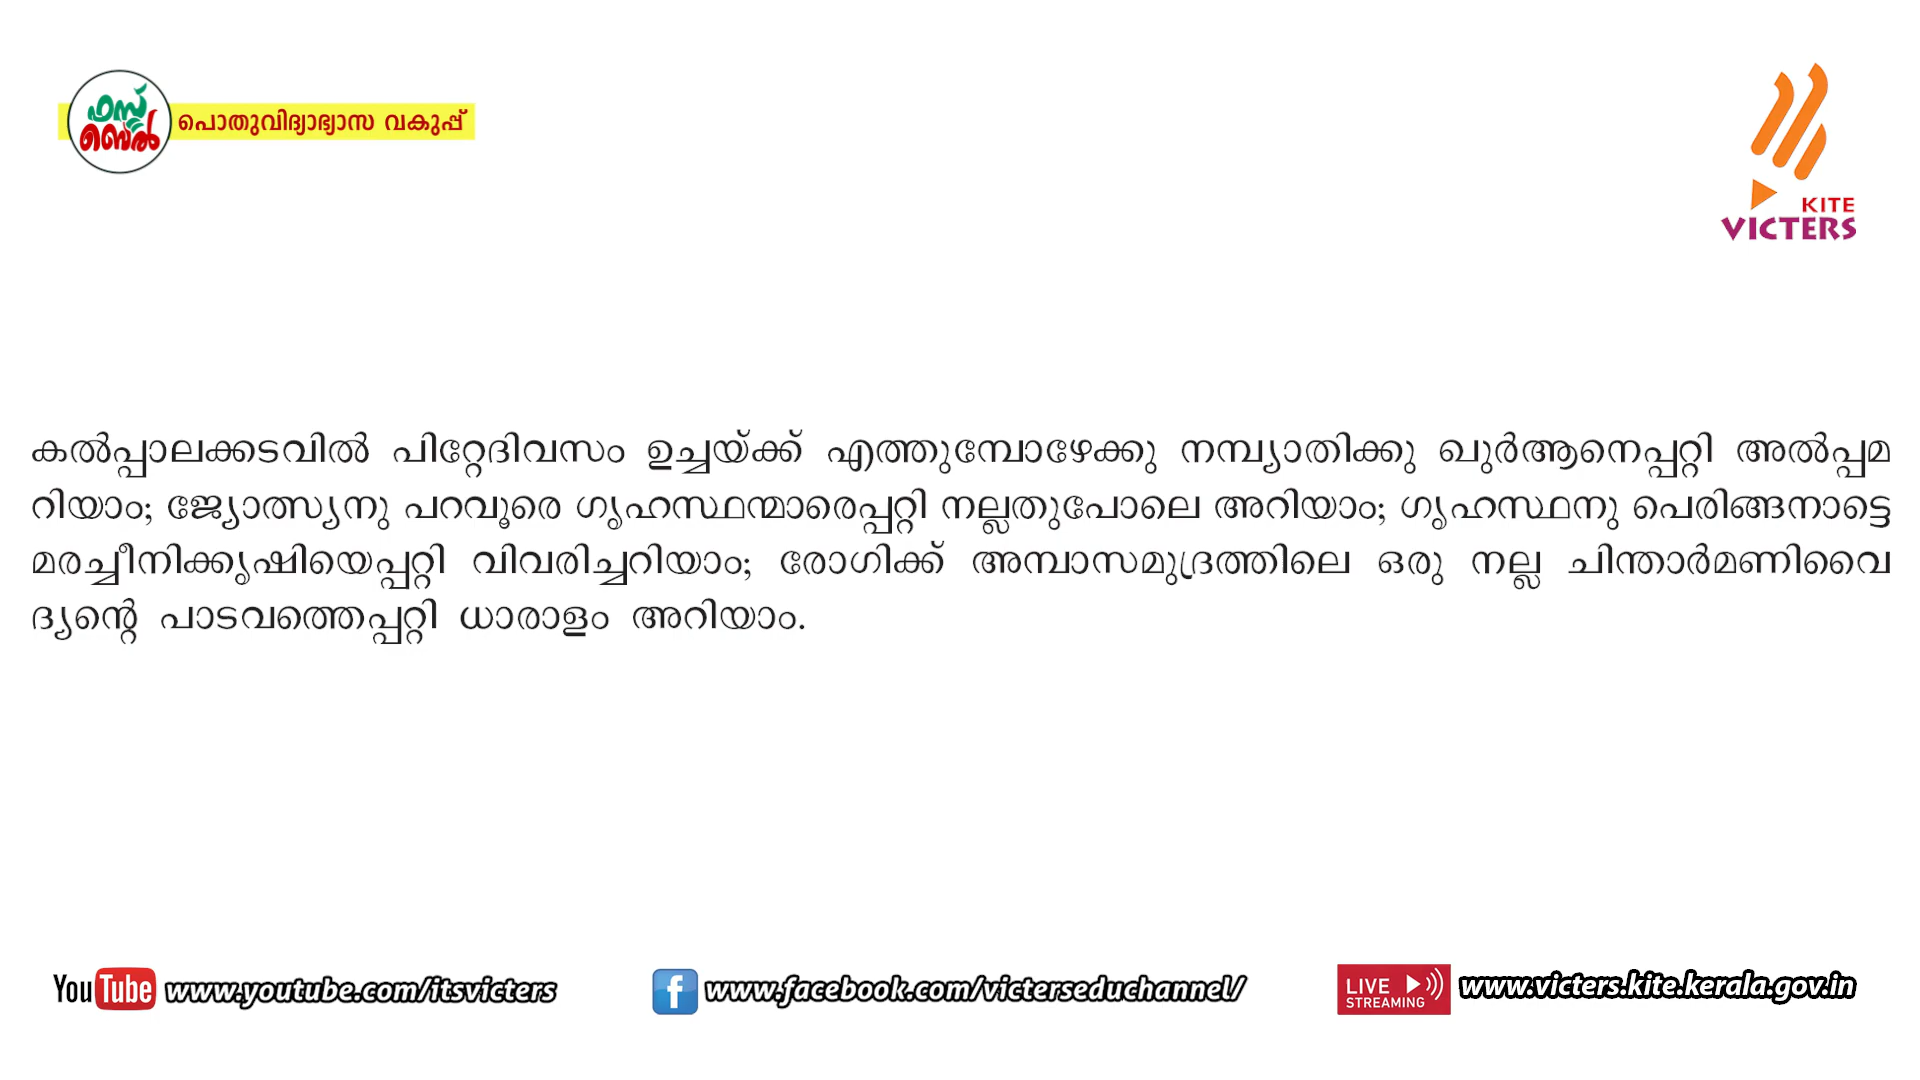 ഫസ്റ്റ്
ബെൽ
പൊതുവിദ്യാഭ്യാസ വകുപ്പ്
KITE
VICTERS
കൽപ്പാലക്കടവിൽ പിറ്റേദിവസം ഉച്ചയ്ക്ക് എത്തുമ്പോഴേക്കു നമ്പ്യാതിക്കു ഖുർആനെപ്പറ്റി അൽപ്പമ
റിയാം; ജ്യോത്സ്യനു പറവൂരെ ഗൃഹസ്ഥന്മാരെപ്പറ്റി നല്ലതുപോലെ അറിയാം; ഗൃഹസ്ഥനു പെരിങ്ങനാട്ടെ
മരച്ചീനിക്കൃഷിയെപ്പറ്റി വിവരിച്ചറിയാം; രോഗിക്ക് അമ്പാസമുദ്രത്തിലെ ഒരു നല്ല ചിന്താർമണിവൈ
ദ്യന്റെ പാടവത്തെപ്പറ്റി ധാരാളം അറിയാം.
YouTube www.youtube.com/itsvicters
f www.facebook.com/victerseduchannel/
LIVE STREAMING www.victers.kite.kerala.gov.in